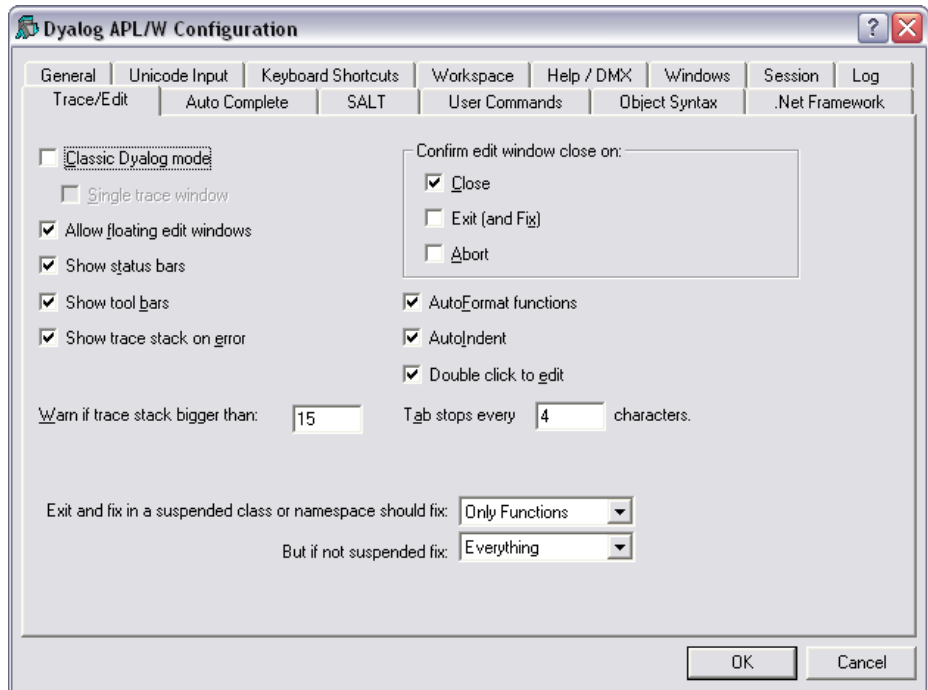 Dyalog APL/W Configuration
General Unicode Input Keyboard Shortcuts Workspace Help / DMX Windows Session Log
Trace/Edit Auto Complete SALT User Commands Object Syntax .Net Framework
Classic Dyalog mode
Single trace window
Allow floating edit windows
Show status bars
Show tool bars
Show trace stack on error
Confirm edit window close on:
Close
Exit (and Fix)
Abort
AutoFormat functions
AutoIndent
Double click to edit
Warn if trace stack bigger than: 15
Tab stops every 4 characters.
Exit and fix in a suspended class or namespace should fix: Only Functions
But if not suspended fix: Everything
OK Cancel